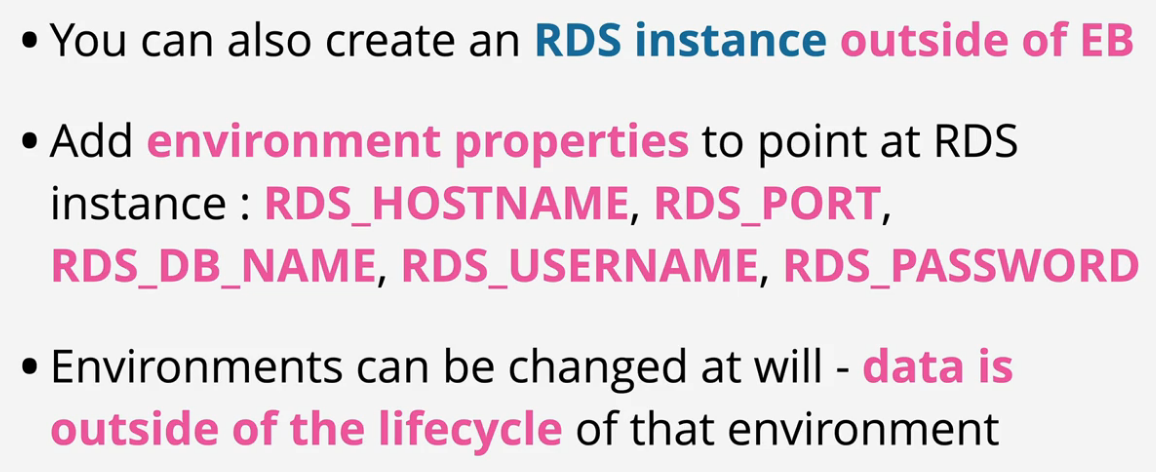 • You can also create an RDS instance outside of EB
• Add environment properties to point at RDS
instance : RDS_HOSTNAME, RDS_PORT,
RDS_DB_NAME, RDS_USERNAME, RDS_PASSWORD
• Environments can be changed at will - data is
outside of the lifecycle of that environment